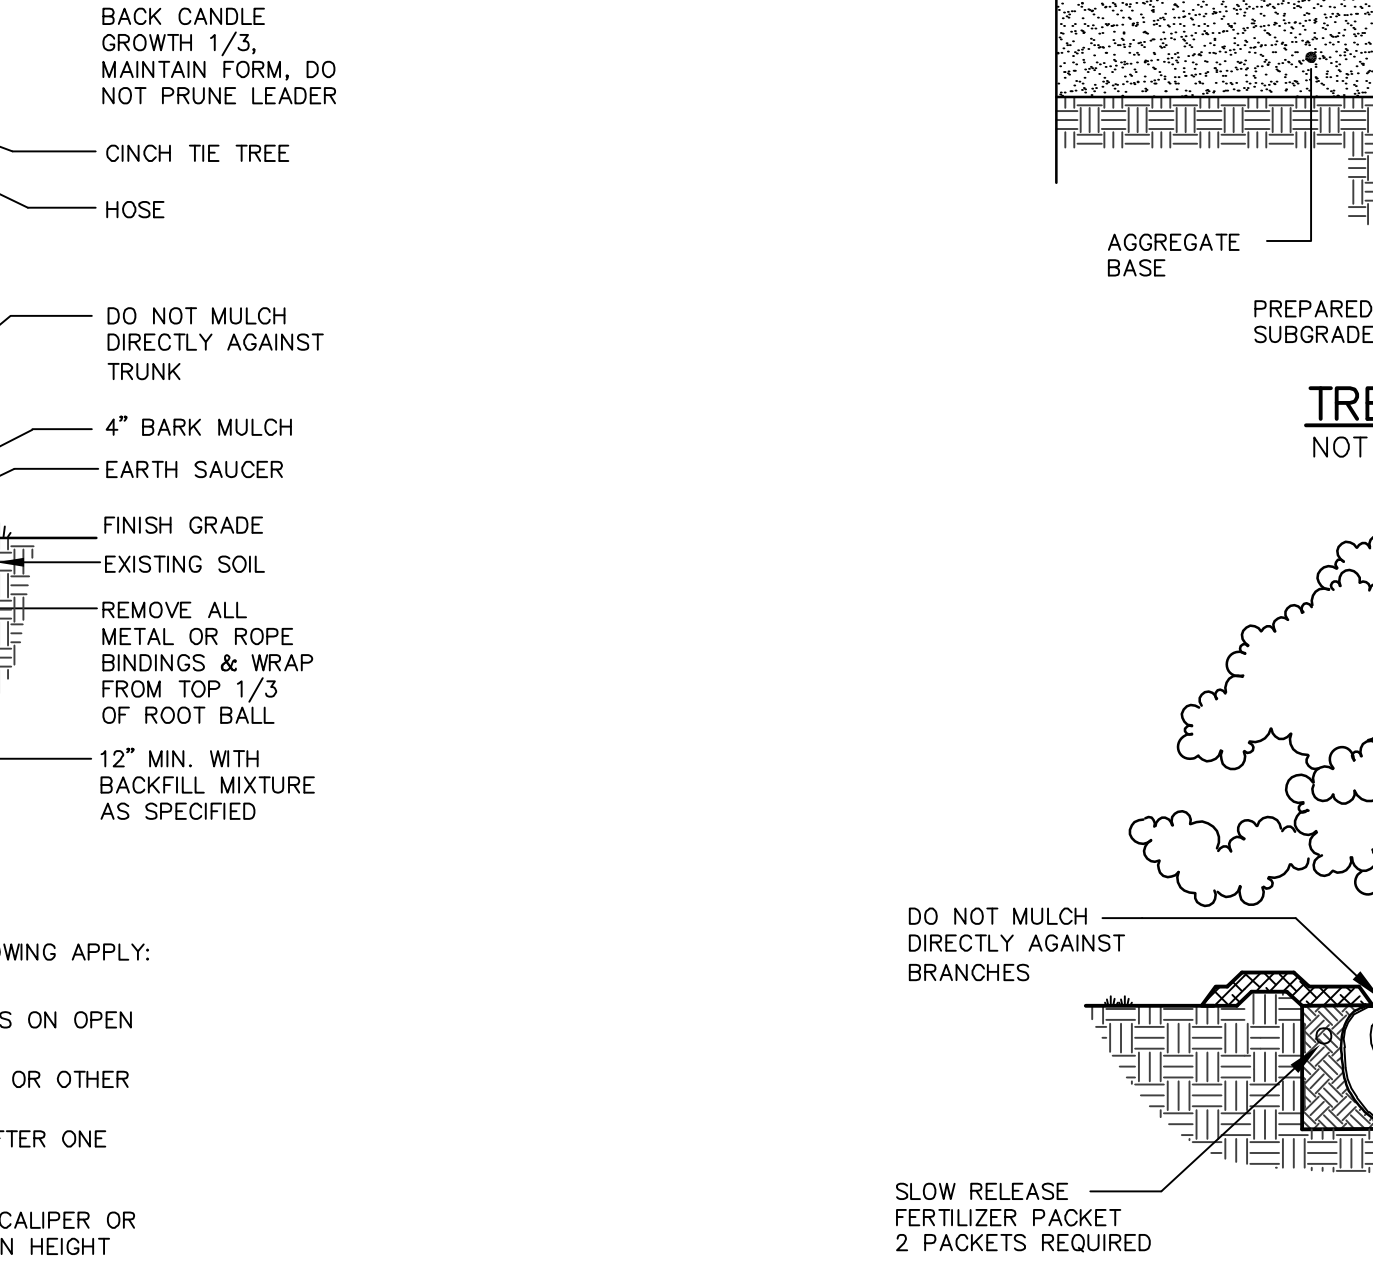 BACK CANDLE
GROWTH 1/3,
MAINTAIN FORM, DO
NOT PRUNE LEADER
CINCH TIE TREE
HOSE
DO NOT MULCH
DIRECTLY AGAINST
TRUNK
4" BARK MULCH
EARTH SAUCER
FINISH GRADE
EXISTING SOIL
REMOVE ALL
METAL OR ROPE
BINDINGS & WRAP
FROM TOP 1/3
OF ROOT BALL
12" MIN. WITH
BACKFILL MIXTURE
AS SPECIFIED
OWING APPLY:
S ON OPEN
OR OTHER
FTER ONE
CALIPER OR
N HEIGHT
AGGREGATE
BASE
PREPARED
SUBGRADE
TRE
NOT
DO NOT MULCH
DIRECTLY AGAINST
BRANCHES
SLOW RELEASE
FERTILIZER PACKET
2 PACKETS REQUIRED